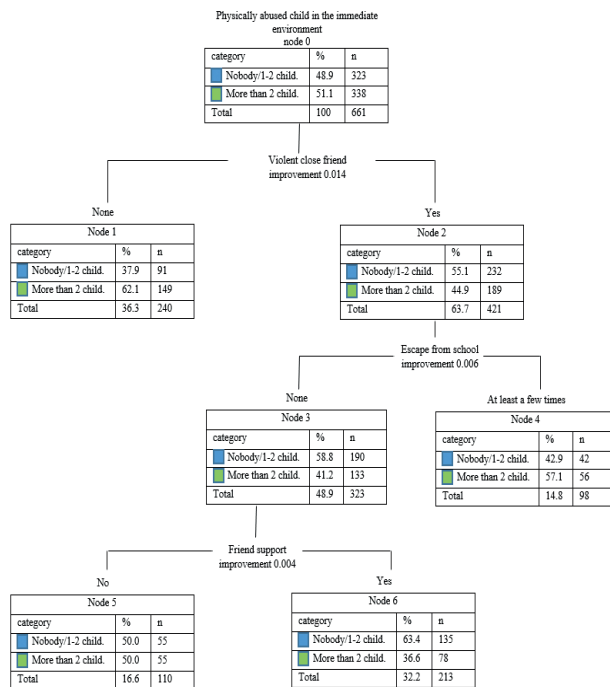 Physically abused child in the immediate
environment
node 0
category % n
Nobody/1-2 child. 48.9 323
More than 2 child. 51.1 338
Total 100 661
Violent close friend
improvement 0.014
None
Node 1
category % n
Nobody/1-2 child. 37.9 91
More than 2 child. 62.1 149
Total 36.3 240
Yes
Node 2
category % n
Nobody/1-2 child. 55.1 232
More than 2 child. 44.9 189
Total 63.7 421
Escape from school
improvement 0.006
None
Node 3
category % n
Nobody/1-2 child. 58.8 190
More than 2 child. 41.2 133
Total 48.9 323
At least a few times
Node 4
category % n
Nobody/1-2 child. 42.9 42
More than 2 child. 57.1 56
Total 14.8 98
Friend support
improvement 0.004
No
Node 5
category % n
Nobody/1-2 child. 50.0 55
More than 2 child. 50.0 55
Total 16.6 110
Yes
Node 6
category % n
Nobody/1-2 child. 63.4 135
More than 2 child. 36.6 78
Total 32.2 213